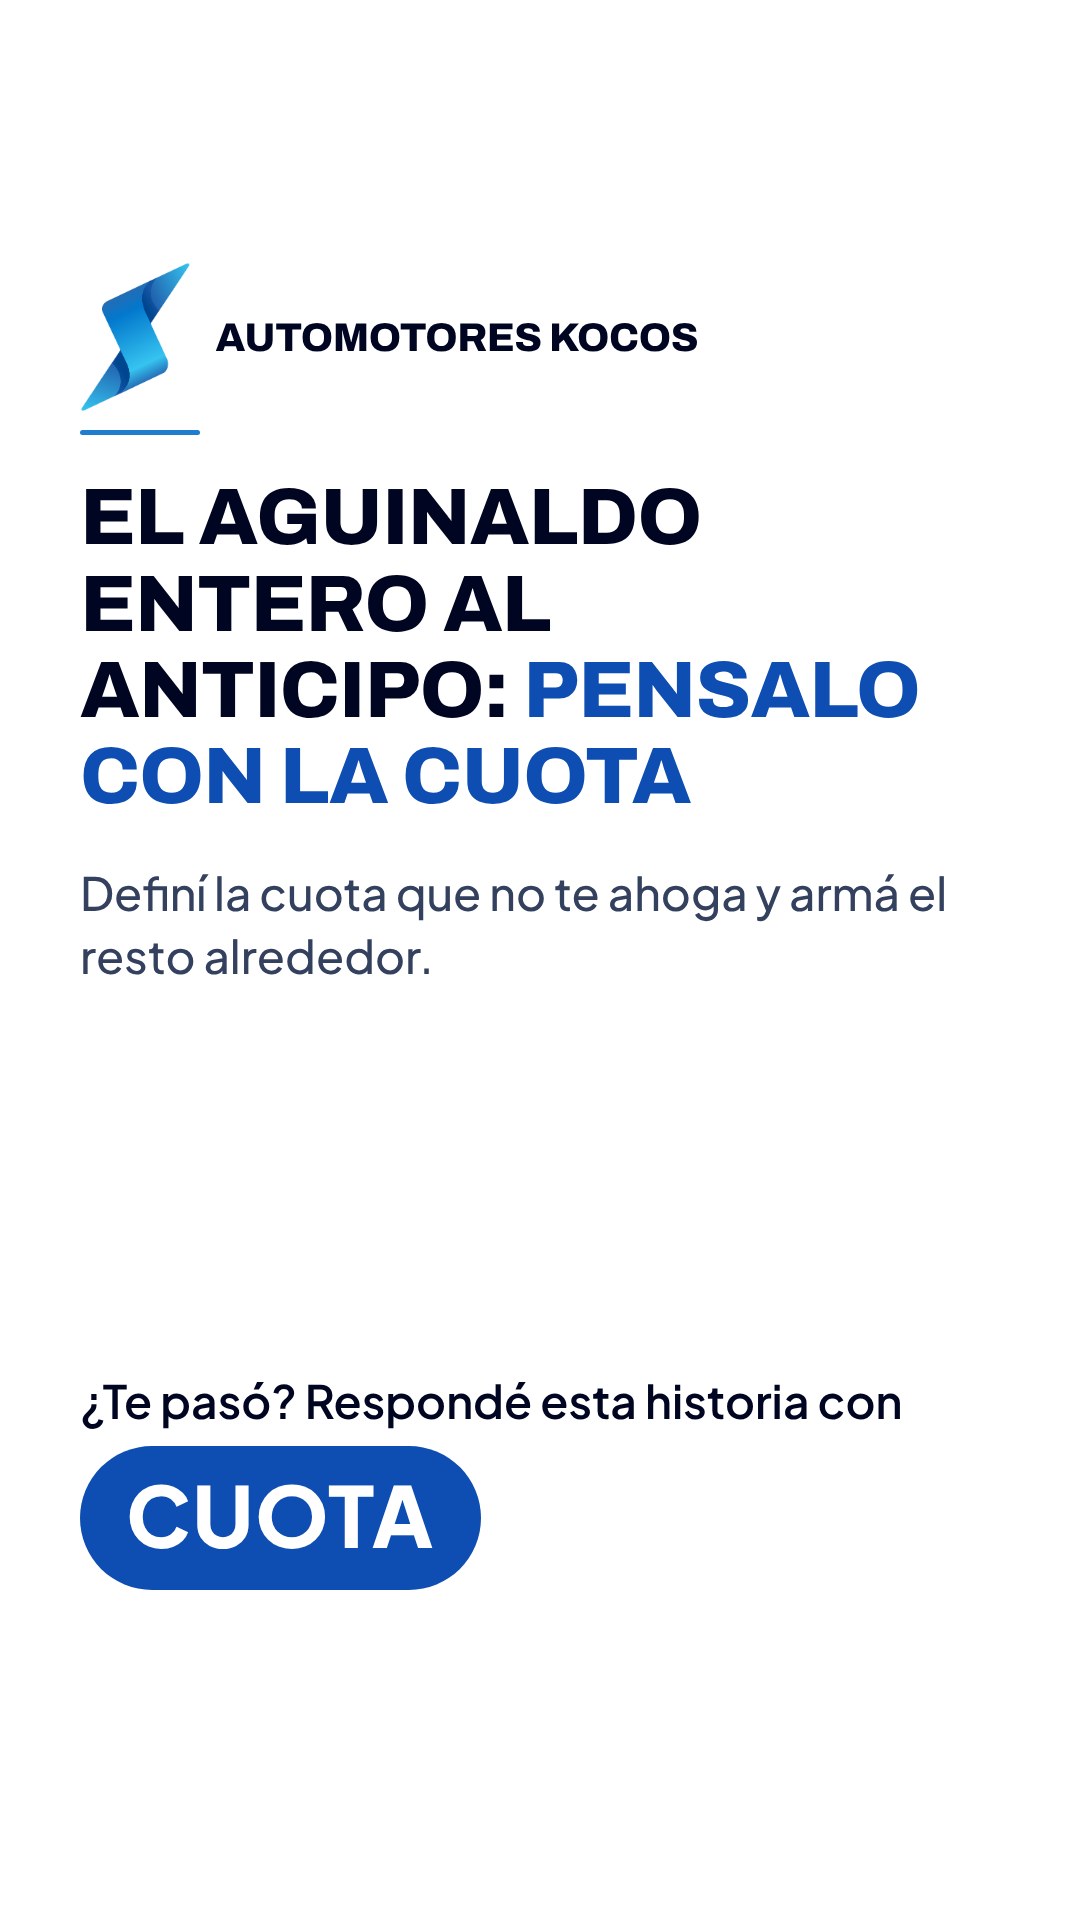 AUTOMOTORES KOCOS
EL AGUINALDO
ENTERO AL
ANTICIPO: PENSALO
CON LA CUOTA
Definí la cuota que no te ahoga y armá el
resto alrededor.
¿Te pasó? Respondé esta historia con
CUOTA